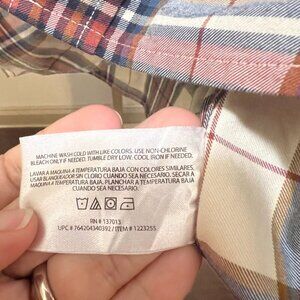 MACHINE WASH COLD WITH LIKE COLORS. USE NON-CHLORINE
BLEACH ONLY IF NEEDED. TUMBLE DRY LOW. COOL IRON IF NEEDED.
LAVAR A MAQUINA A TEMPERATURA BAJA CON COLORES SIMILARES.
USAR BLANQUEADOR SIN CLORO CUANDO SEA NECESARIO. SECAR A
MAQUINA A TEMPERATURA BAJA. PLANCHAR A TEMPERATURA BAJA
CUANDO SEA NECESARIO.
RN # 137013
UPC # 764204340392 / ITEM # 1223255